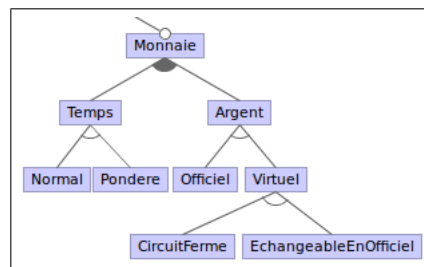 Monnaie
Temps Argent
Normal Pondere Officiel Virtuel
CircuitFerme EchangeableEnOfficiel